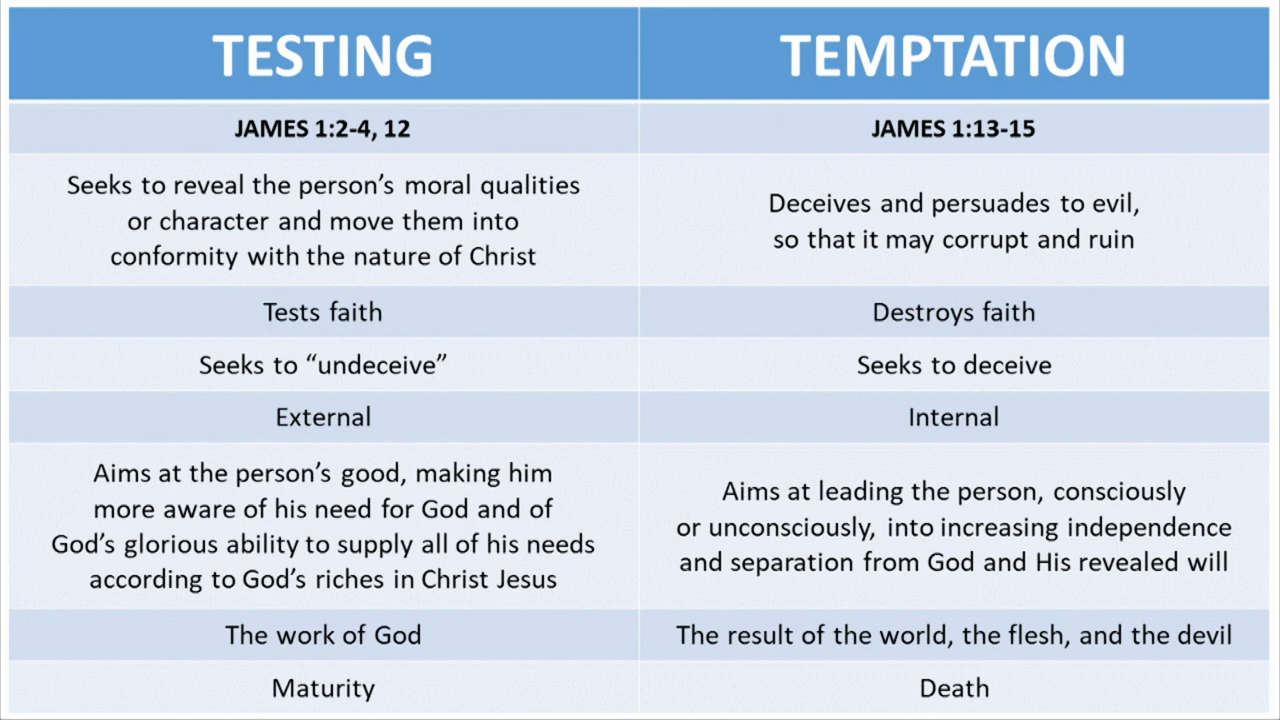 TESTING
TEMPTATION
JAMES 1:2-4, 12
JAMES 1:13-15
Seeks to reveal the person’s moral qualities
or character and move them into
conformity with the nature of Christ
Deceives and persuades to evil,
so that it may corrupt and ruin
Tests faith
Destroys faith
Seeks to “undeceive”
Seeks to deceive
External
Internal
Aims at the person’s good, making him
more aware of his need for God and of
God’s glorious ability to supply all of his needs
according to God’s riches in Christ Jesus
Aims at leading the person, consciously
or unconsciously, into increasing independence
and separation from God and His revealed will
The work of God
The result of the world, the flesh, and the devil
Maturity
Death